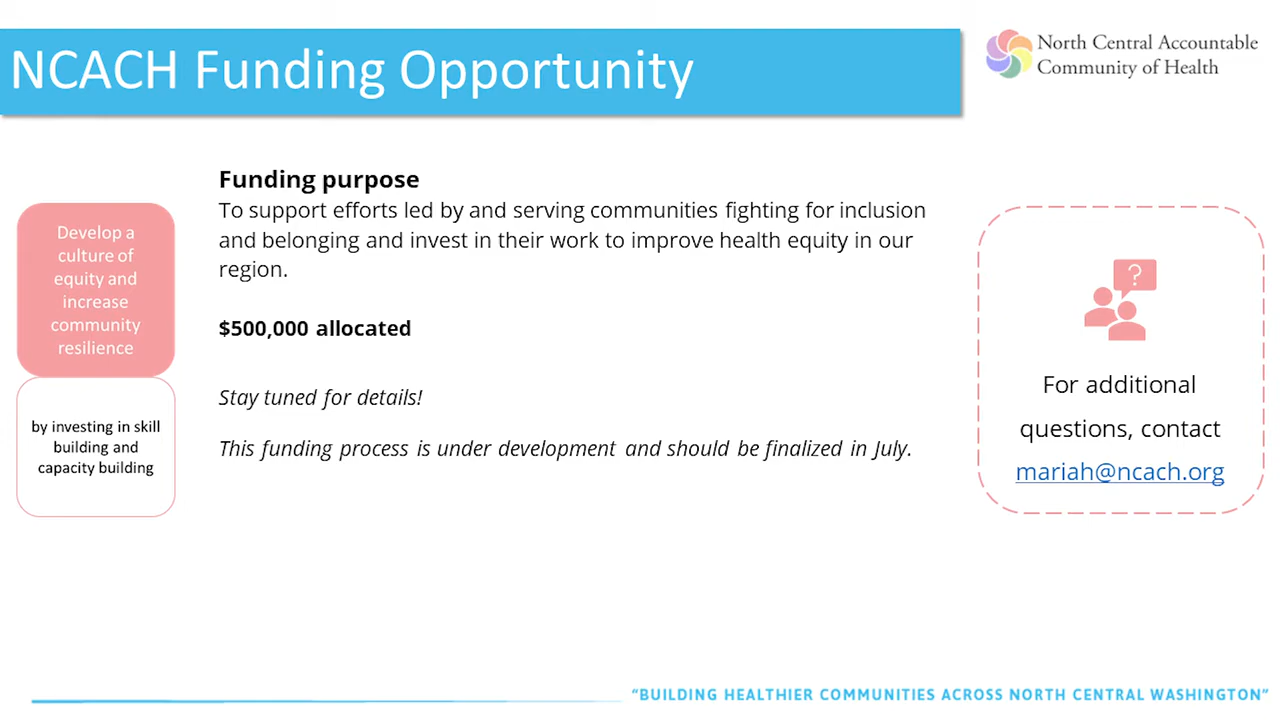 NCACH Funding Opportunity
North Central Accountable
Community of Health
Funding purpose
To support efforts led by and serving communities fighting for inclusion
and belonging and invest in their work to improve health equity in our
region.
$500,000 allocated
Stay tuned for details!
This funding process is under development and should be finalized in July.
Develop a
culture of
equity and
increase
community
resilience
by investing in skill
building and
capacity building
?
For additional
questions, contact
mariah@ncach.org
“BUILDING HEALTHIER COMMUNITIES ACROSS NORTH CENTRAL WASHINGTON”